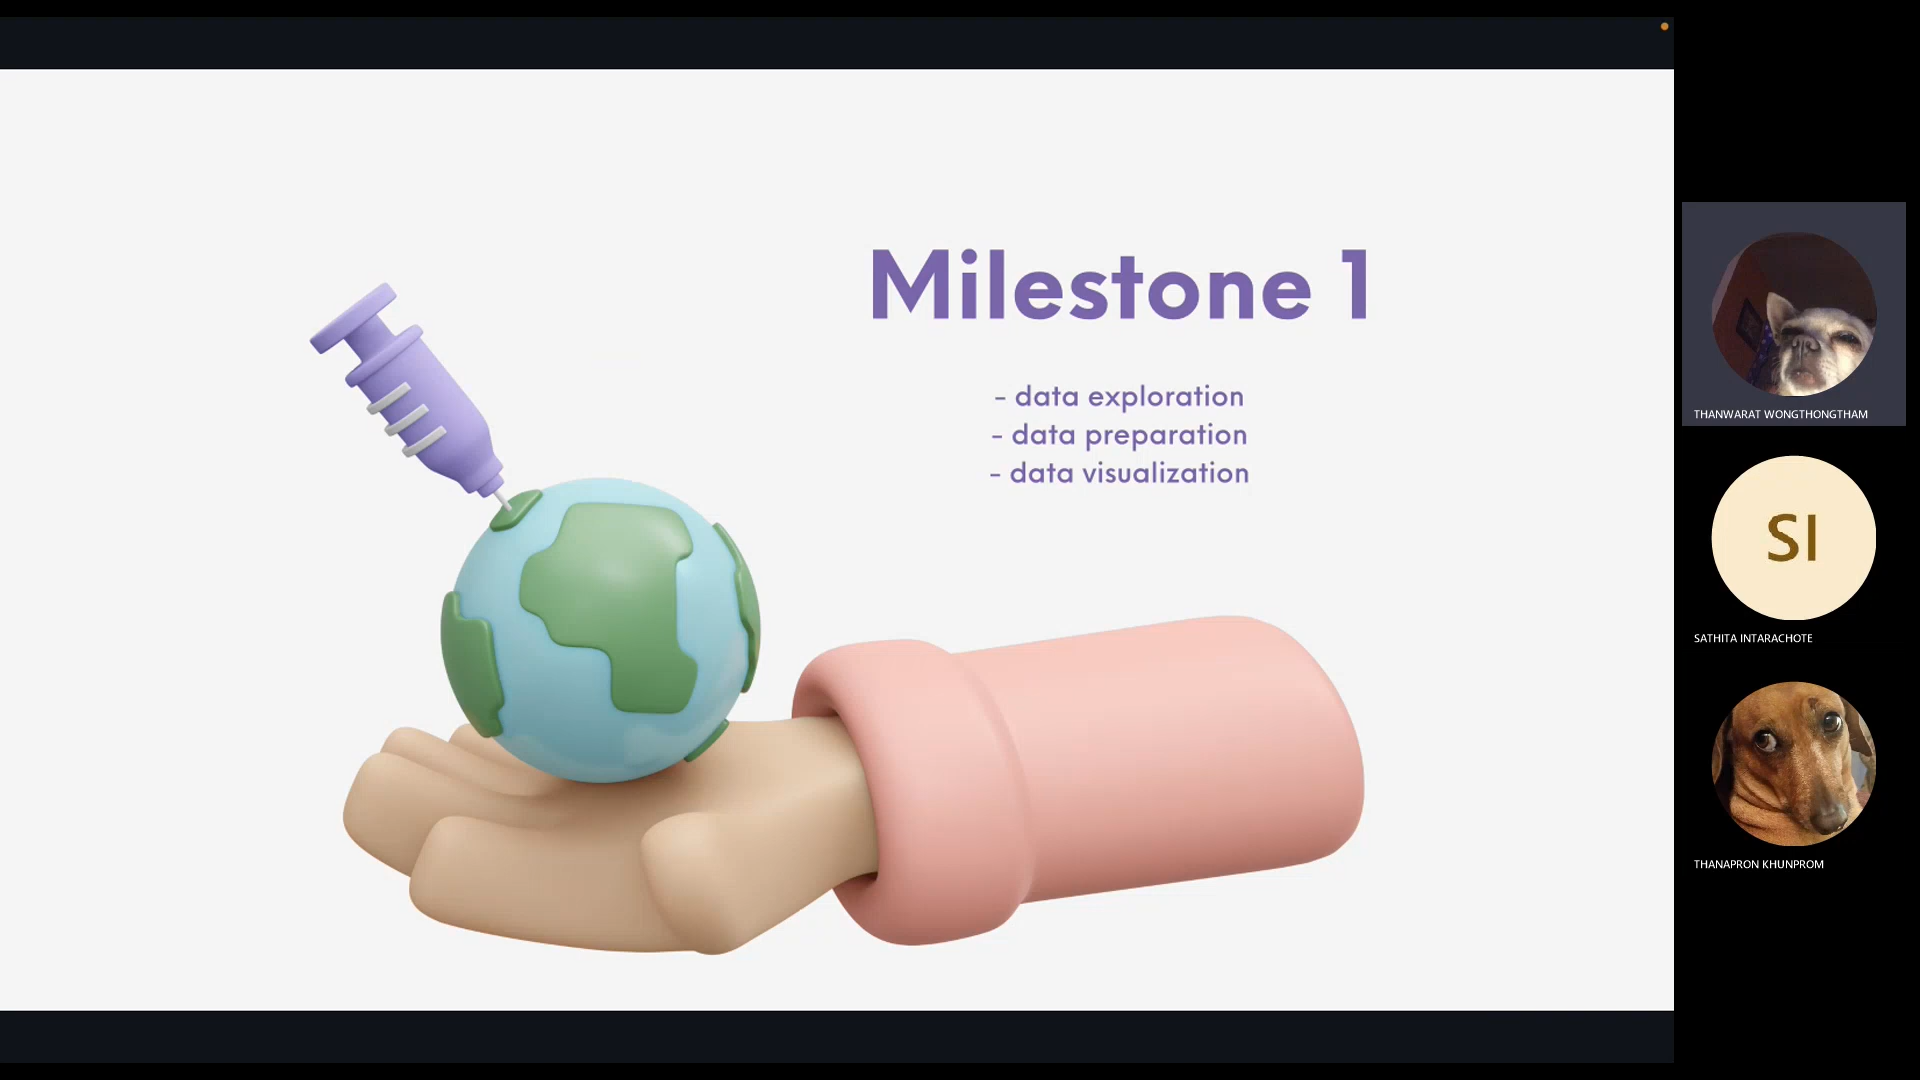 Milestone 1
- data exploration
- data preparation
- data visualization
THANWARAT WONGTHONGTHAM
SI
SATHITA INTARACHOTE
THANAPRON KHUNPROM